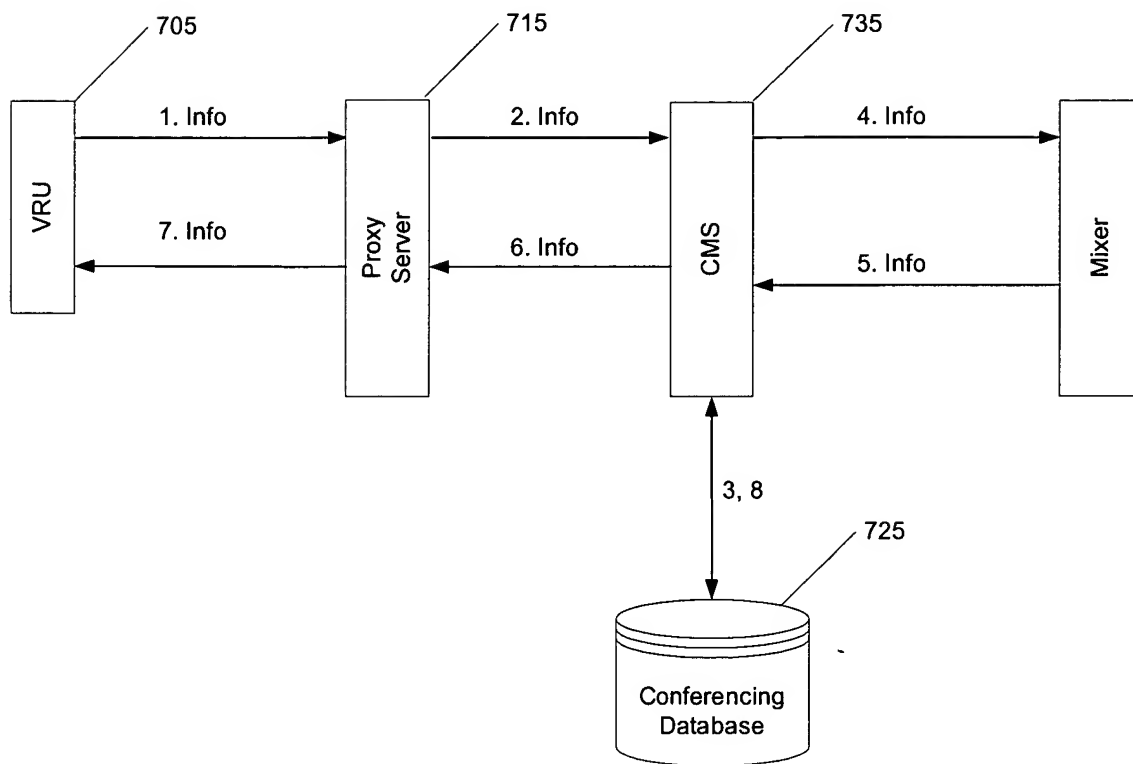 705
715
735
1. Info
2. Info
4. Info
VRU
Proxy
Server
CMS
Mixer
7. Info
6. Info
5. Info
3, 8
725
Conferencing
Database